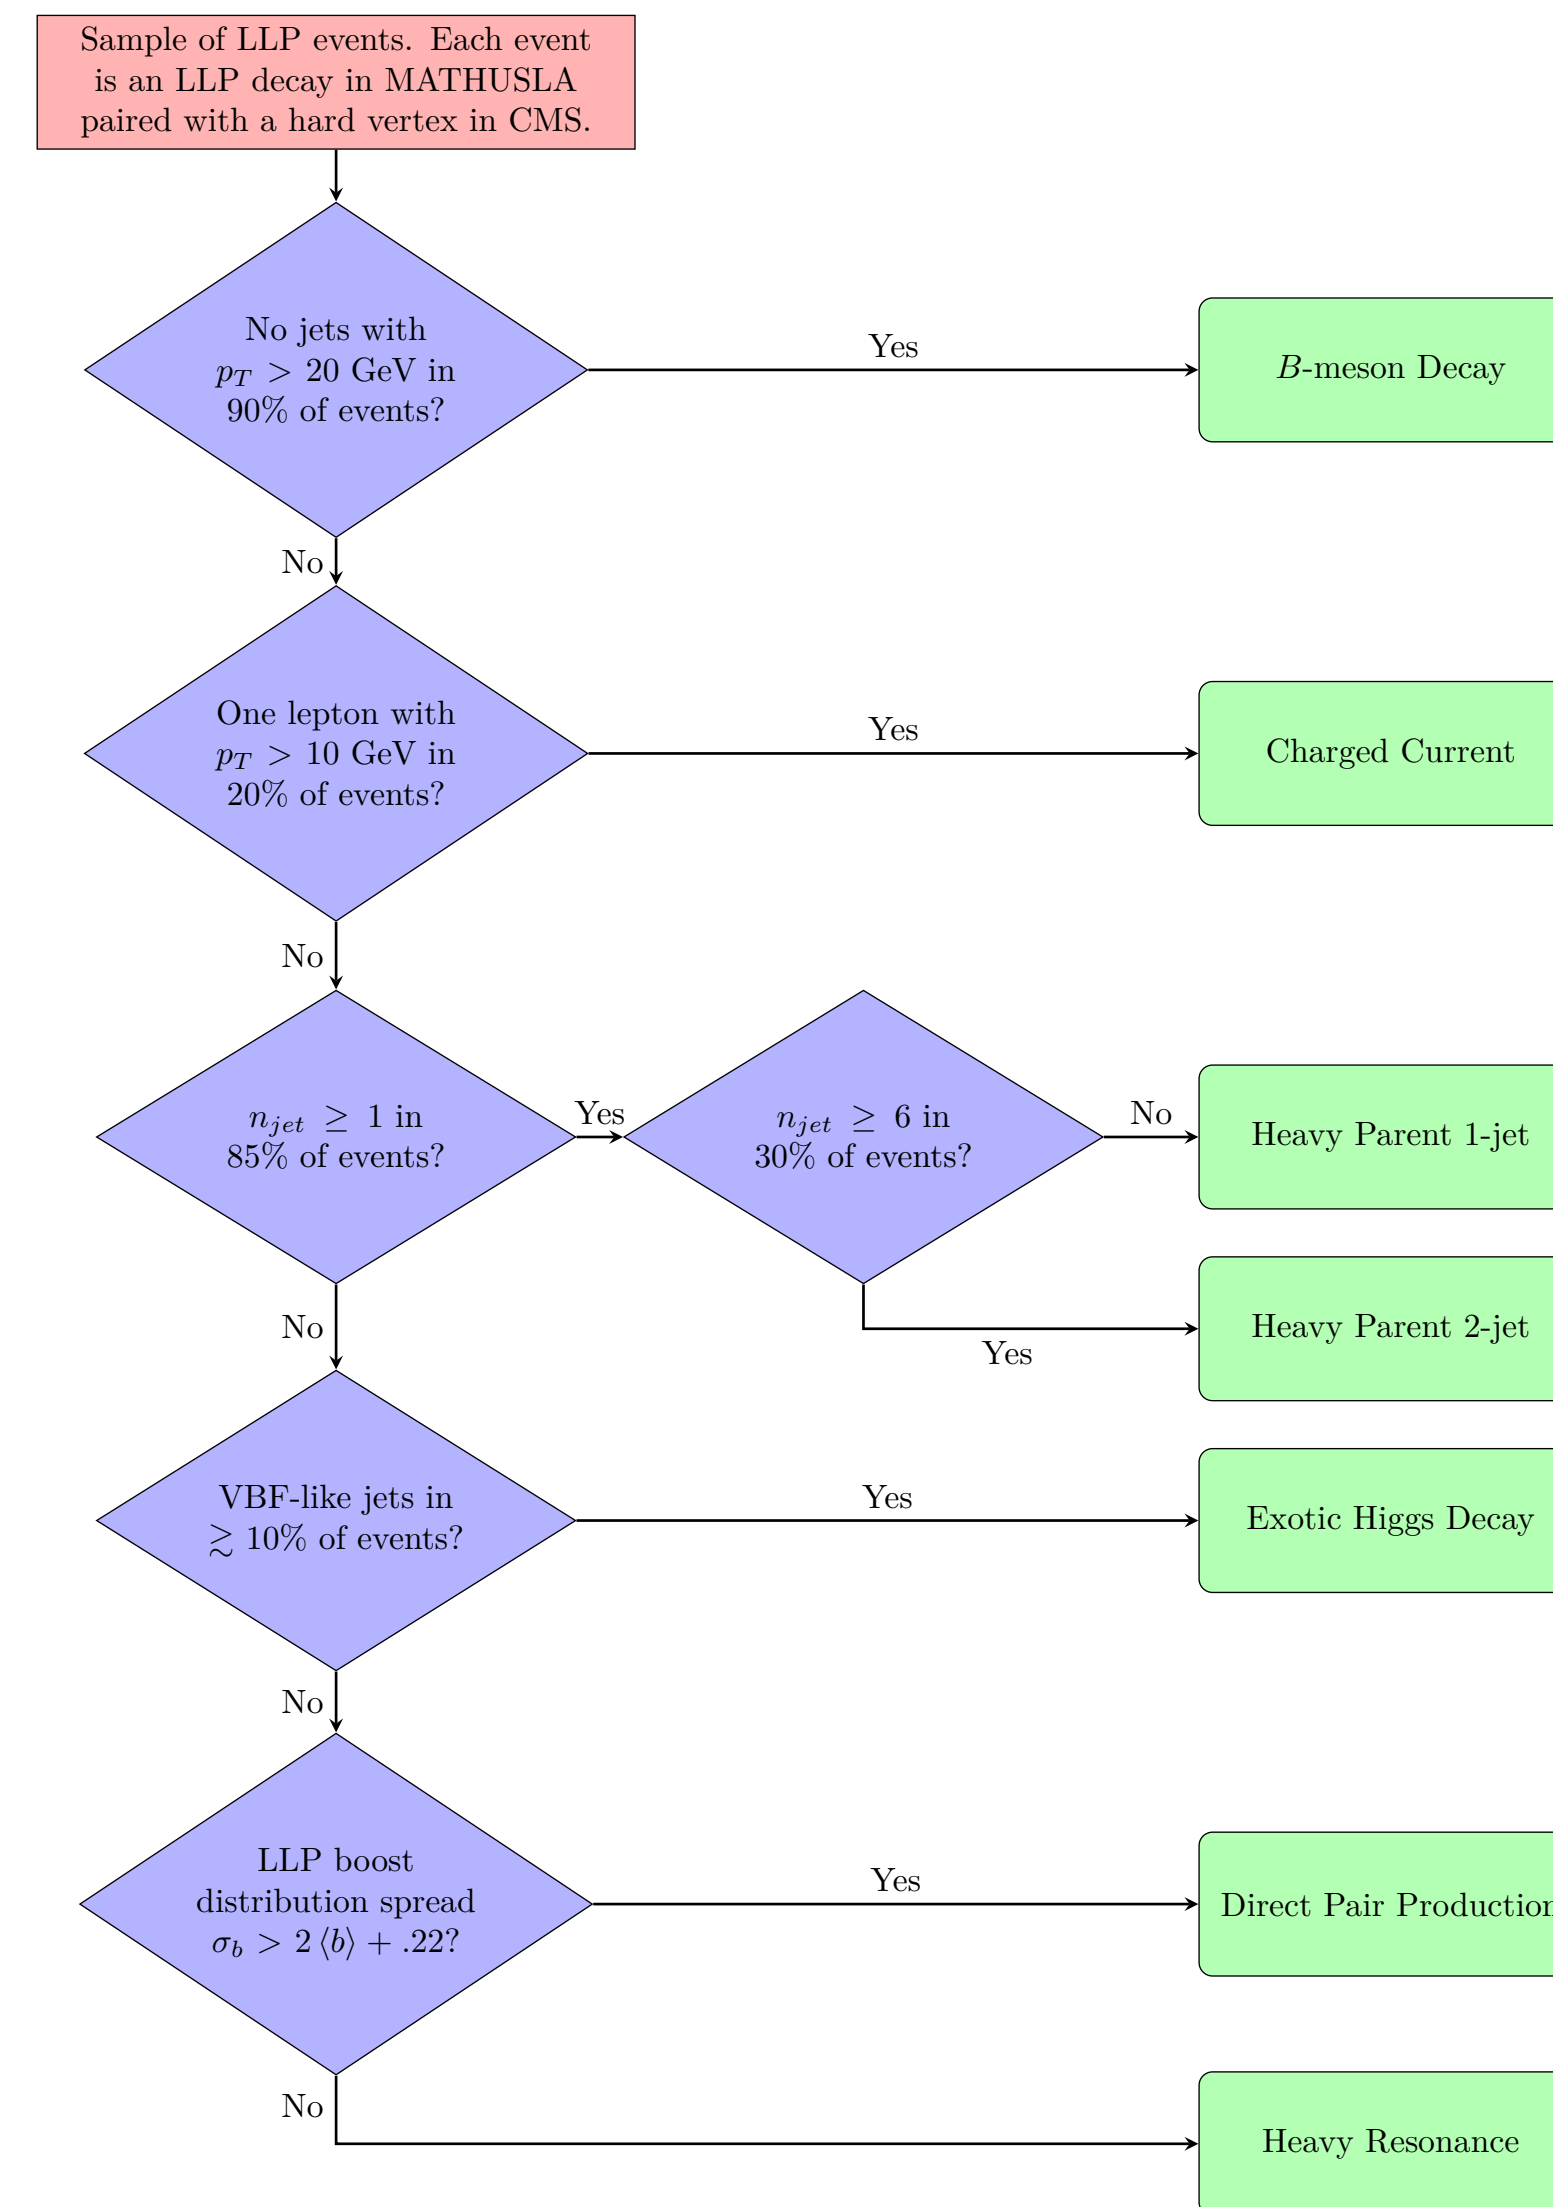 Sample of LLP events. Each event
is an LLP decay in MATHUSLA
paired with a hard vertex in CMS.
No jets with
p_T > 20 GeV in
90% of events?
Yes
B-meson Decay
No
One lepton with
p_T > 10 GeV in
20% of events?
Yes
Charged Current
No
n_{jet} ≥ 1 in
85% of events?
Yes
n_{jet} ≥ 6 in
30% of events?
No
Heavy Parent 1-jet
Yes
Heavy Parent 2-jet
No
VBF-like jets in
≳ 10% of events?
Yes
Exotic Higgs Decay
No
LLP boost
distribution spread
σ_b > 2 ⟨b⟩ + .22?
Yes
Direct Pair Production
No
Heavy Resonance